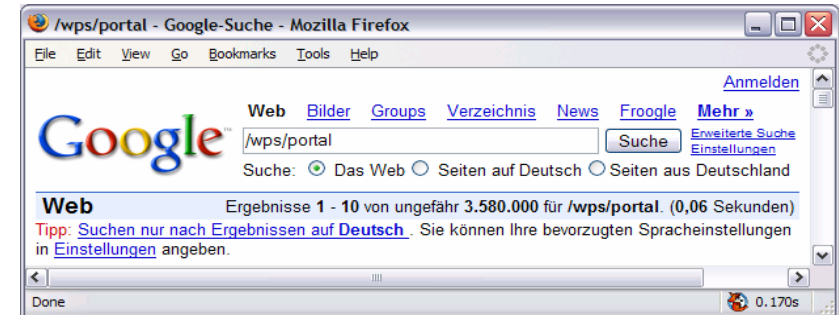 /wps/portal - Google-Suche - Mozilla Firefox
File Edit View Go Bookmarks Tools Help
Anmelden
Google™
Web Bilder Groups Verzeichnis News Froogle Mehr »
/wps/portal Suche Erweiterte Suche
Einstellungen
Suche: Das Web Seiten auf Deutsch Seiten aus Deutschland
Web Ergebnisse 1 - 10 von ungefähr 3.580.000 für /wps/portal. (0,06 Sekunden)
Tipp: Suchen nur nach Ergebnissen auf Deutsch . Sie können Ihre bevorzugten Spracheinstellungen
in Einstellungen angeben.
Done 0.170s